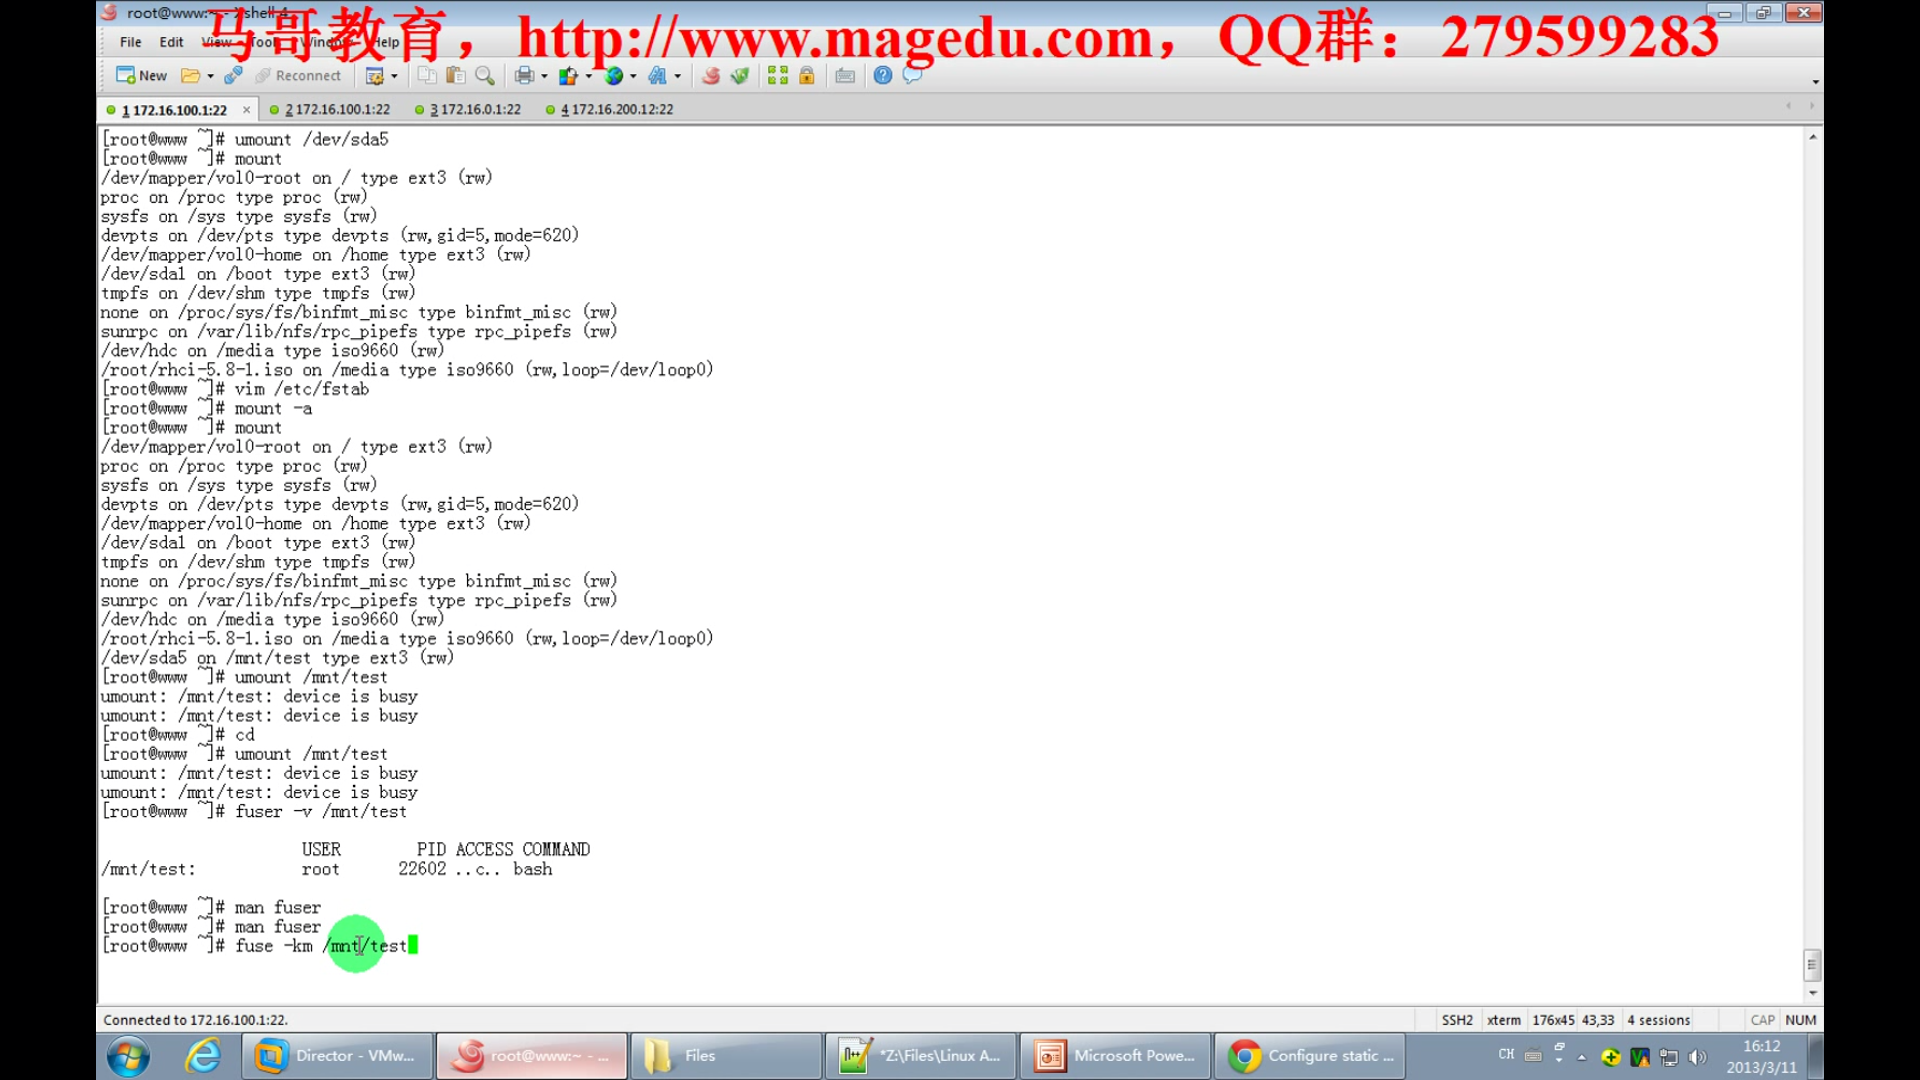 root@www:~ - Xshell 4
马哥教育，http://www.magedu.com，QQ群：279599283
File Edit View Tools Window Help
New Reconnect
1 172.16.100.1:22 2 172.16.100.1:22 3 172.16.0.1:22 4 172.16.200.12:22
[root@www ~]# umount /dev/sda5
[root@www ~]# mount
/dev/mapper/vol0-root on / type ext3 (rw)
proc on /proc type proc (rw)
sysfs on /sys type sysfs (rw)
devpts on /dev/pts type devpts (rw,gid=5,mode=620)
/dev/mapper/vol0-home on /home type ext3 (rw)
/dev/sda1 on /boot type ext3 (rw)
tmpfs on /dev/shm type tmpfs (rw)
none on /proc/sys/fs/binfmt_misc type binfmt_misc (rw)
sunrpc on /var/lib/nfs/rpc_pipefs type rpc_pipefs (rw)
/dev/hdc on /media type iso9660 (rw)
/root/rhci-5.8-1.iso on /media type iso9660 (rw,loop=/dev/loop0)
[root@www ~]# vim /etc/fstab
[root@www ~]# mount -a
[root@www ~]# mount
/dev/mapper/vol0-root on / type ext3 (rw)
proc on /proc type proc (rw)
sysfs on /sys type sysfs (rw)
devpts on /dev/pts type devpts (rw,gid=5,mode=620)
/dev/mapper/vol0-home on /home type ext3 (rw)
/dev/sda1 on /boot type ext3 (rw)
tmpfs on /dev/shm type tmpfs (rw)
none on /proc/sys/fs/binfmt_misc type binfmt_misc (rw)
sunrpc on /var/lib/nfs/rpc_pipefs type rpc_pipefs (rw)
/dev/hdc on /media type iso9660 (rw)
/root/rhci-5.8-1.iso on /media type iso9660 (rw,loop=/dev/loop0)
/dev/sda5 on /mnt/test type ext3 (rw)
[root@www ~]# umount /mnt/test
umount: /mnt/test: device is busy
umount: /mnt/test: device is busy
[root@www ~]# cd
[root@www ~]# umount /mnt/test
umount: /mnt/test: device is busy
umount: /mnt/test: device is busy
[root@www ~]# fuser -v /mnt/test
USER PID ACCESS COMMAND
/mnt/test: root 22602 ..c.. bash
[root@www ~]# man fuser
[root@www ~]# man fuser
[root@www ~]# fuse -km /mnt/test
Connected to 172.16.100.1:22. SSH2 xterm 176x45 43,33 4 sessions CAP NUM
Director - VMw... root@www:~ - ... Files *Z:\Files\Linux A... Microsoft Powe... Configure static ... CH 16:12
2013/3/11